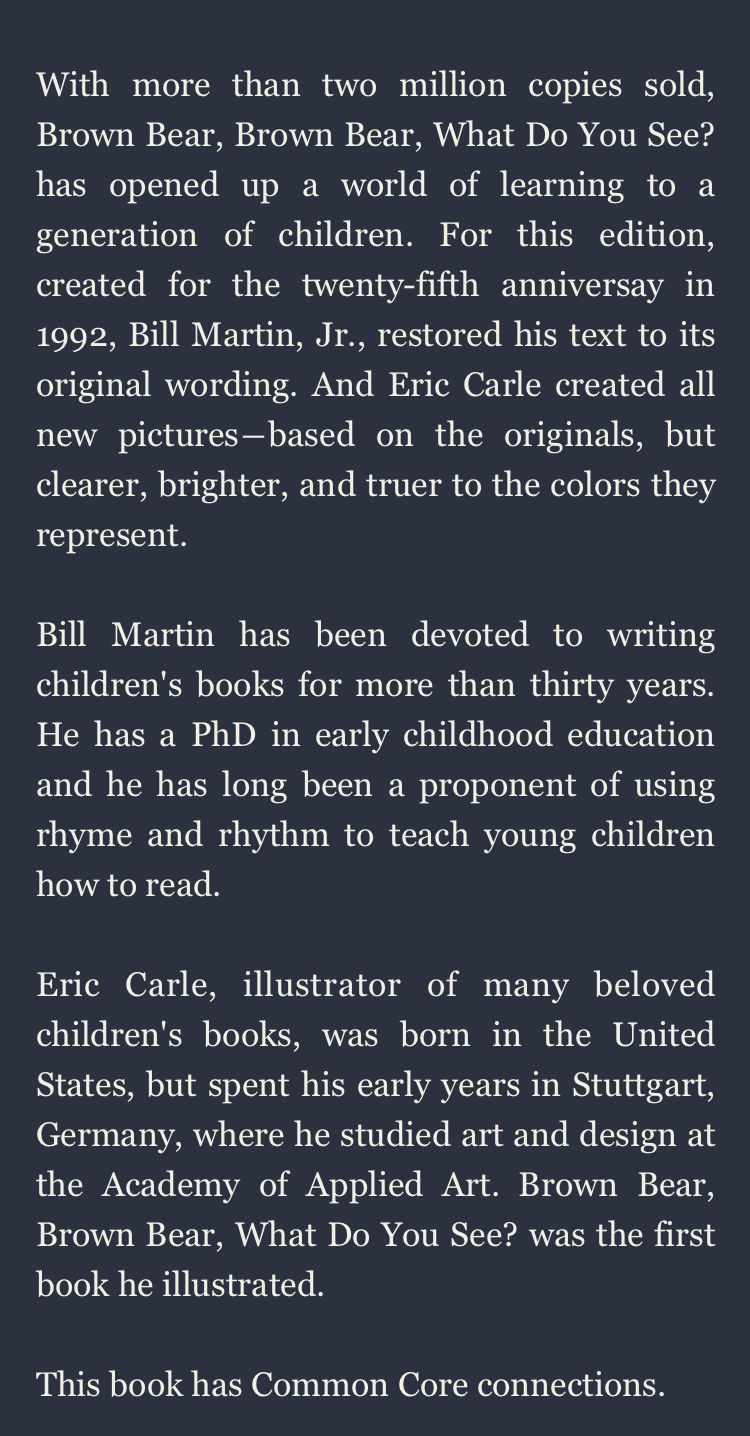 With more than two million copies sold,
Brown Bear, Brown Bear, What Do You See?
has opened up a world of learning to a
generation of children. For this edition,
created for the twenty-fifth anniversay in
1992, Bill Martin, Jr., restored his text to its
original wording. And Eric Carle created all
new pictures—based on the originals, but
clearer, brighter, and truer to the colors they
represent.
Bill Martin has been devoted to writing
children's books for more than thirty years.
He has a PhD in early childhood education
and he has long been a proponent of using
rhyme and rhythm to teach young children
how to read.
Eric Carle, illustrator of many beloved
children's books, was born in the United
States, but spent his early years in Stuttgart,
Germany, where he studied art and design at
the Academy of Applied Art. Brown Bear,
Brown Bear, What Do You See? was the first
book he illustrated.
This book has Common Core connections.